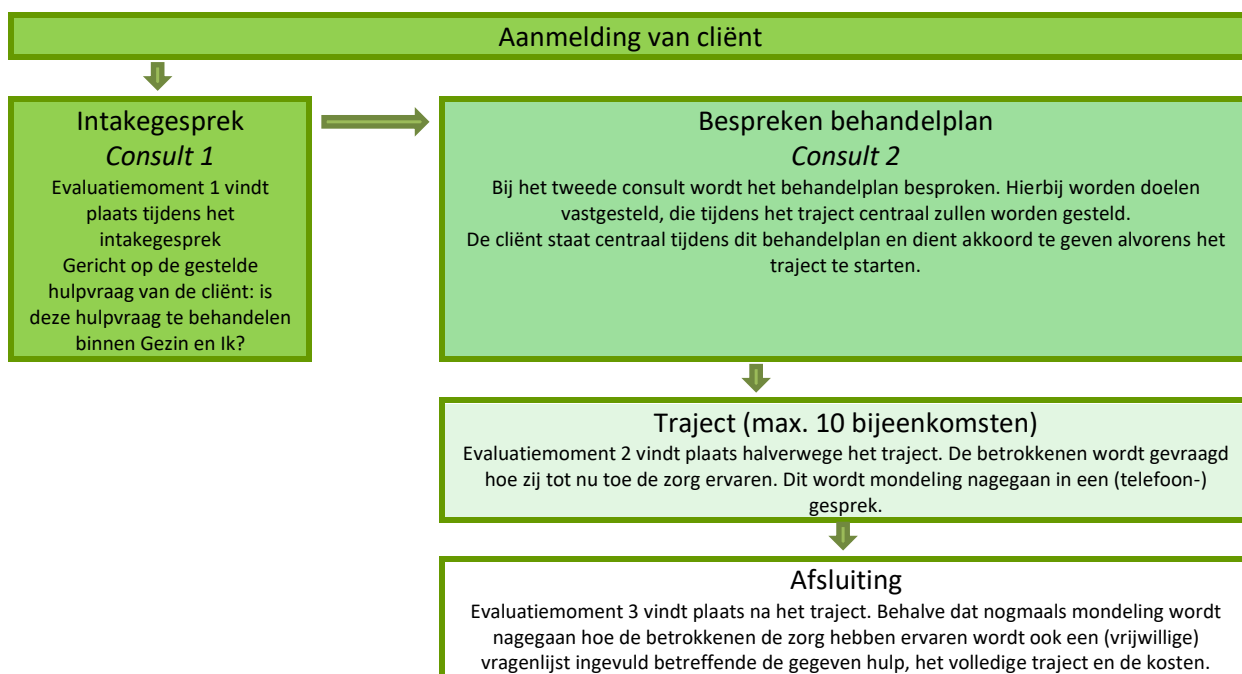 Aanmelding van cliënt
Intakegesprek
Consult 1
Evaluatiemoment 1 vindt
plaats tijdens het
intakegesprek
Gericht op de gestelde
hulpvraag van de cliënt: is
deze hulpvraag te behandelen
binnen Gezin en Ik?
Bespreken behandelplan
Consult 2
Bij het tweede consult wordt het behandelplan besproken. Hierbij worden doelen
vastgesteld, die tijdens het traject centraal zullen worden gesteld.
De cliënt staat centraal tijdens dit behandelplan en dient akkoord te geven alvorens het
traject te starten.
Traject (max. 10 bijeenkomsten)
Evaluatiemoment 2 vindt plaats halverwege het traject. De betrokkenen wordt gevraagd
hoe zij tot nu toe de zorg ervaren. Dit wordt mondeling nagegaan in een (telefoon-)
gesprek.
Afsluiting
Evaluatiemoment 3 vindt plaats na het traject. Behalve dat nogmaals mondeling wordt
nagegaan hoe de betrokkenen de zorg hebben ervaren wordt ook een (vrijwillige)
vragenlijst ingevuld betreffende de gegeven hulp, het volledige traject en de kosten.